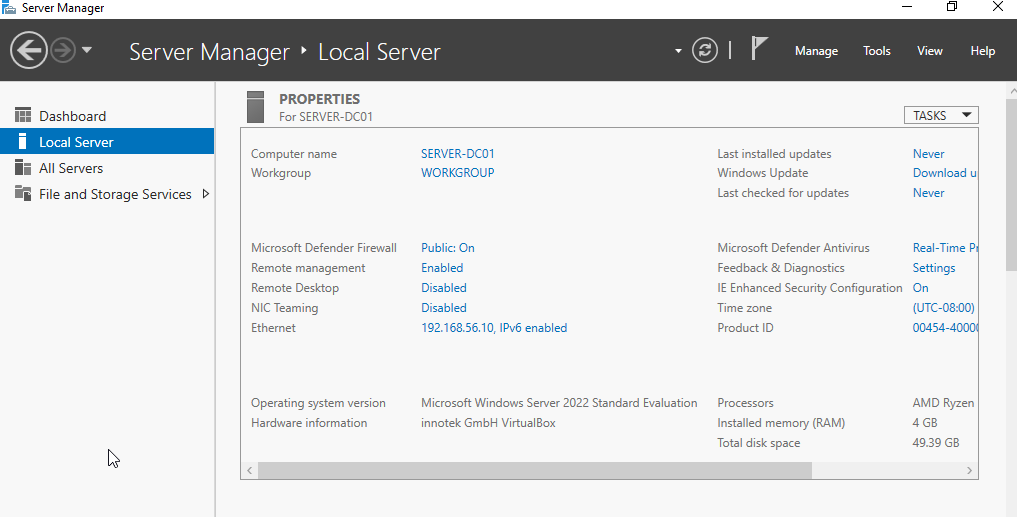 Server Manager
Server Manager ‣ Local Server
Manage Tools View Help
Dashboard
Local Server
All Servers
File and Storage Services
PROPERTIES
For SERVER-DC01
TASKS
Computer name SERVER-DC01 Last installed updates Never
Workgroup WORKGROUP Windows Update Download u
Last checked for updates Never
Microsoft Defender Firewall Public: On Microsoft Defender Antivirus Real-Time Pr
Remote management Enabled Feedback & Diagnostics Settings
Remote Desktop Disabled IE Enhanced Security Configuration On
NIC Teaming Disabled Time zone (UTC-08:00)
Ethernet 192.168.56.10, IPv6 enabled Product ID 00454-40000
Operating system version Microsoft Windows Server 2022 Standard Evaluation Processors AMD Ryzen
Hardware information innotek GmbH VirtualBox Installed memory (RAM) 4 GB
Total disk space 49.39 GB